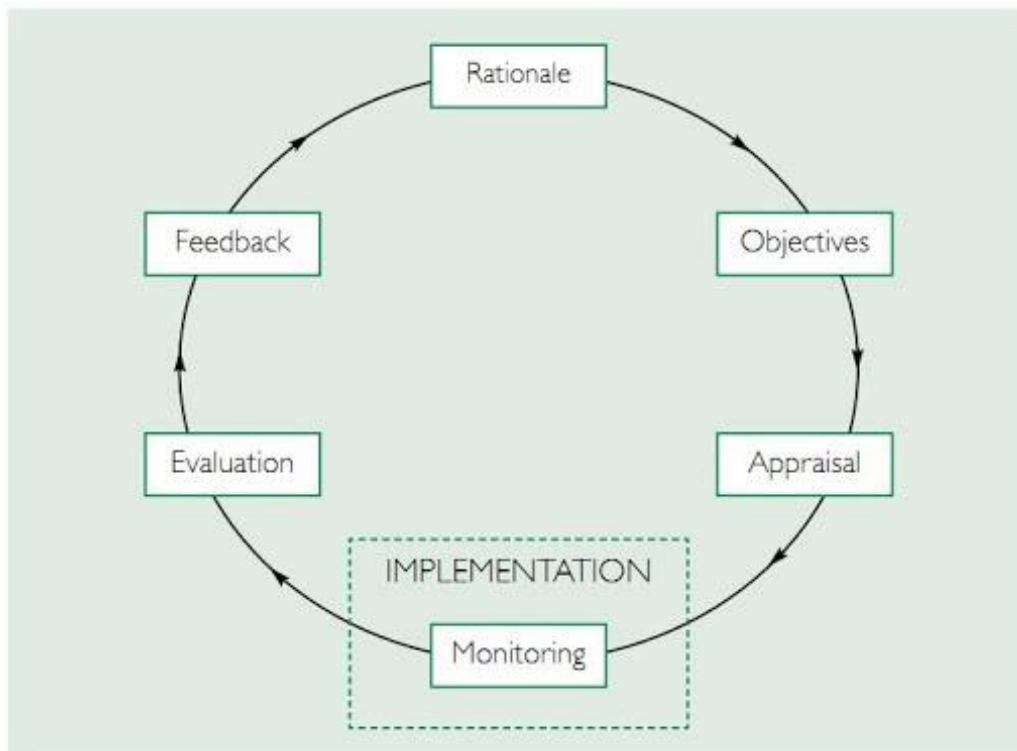 Rationale
Objectives
Appraisal
IMPLEMENTATION
Monitoring
Evaluation
Feedback